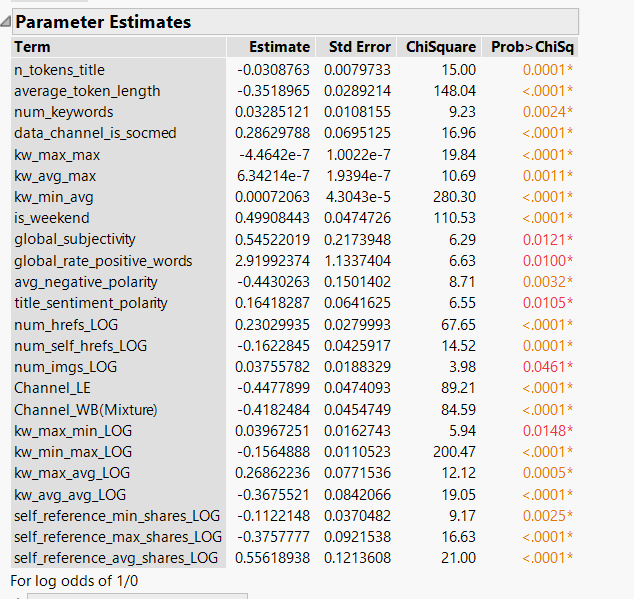 Parameter Estimates
Term Estimate Std Error ChiSquare Prob>ChiSq
n_tokens_title -0.0308763 0.0079733 15.00 0.0001*
average_token_length -0.3518965 0.0289214 148.04 <.0001*
num_keywords 0.03285121 0.0108155 9.23 0.0024*
data_channel_is_socmed 0.28629788 0.0695125 16.96 <.0001*
kw_max_max -4.4642e-7 1.0022e-7 19.84 <.0001*
kw_avg_max 6.34214e-7 1.9394e-7 10.69 0.0011*
kw_min_avg 0.00072063 4.3043e-5 280.30 <.0001*
is_weekend 0.49908443 0.0474726 110.53 <.0001*
global_subjectivity 0.54522019 0.2173948 6.29 0.0121*
global_rate_positive_words 2.91992374 1.1337404 6.63 0.0100*
avg_negative_polarity -0.4430263 0.1501402 8.71 0.0032*
title_sentiment_polarity 0.16418287 0.0641625 6.55 0.0105*
num_hrefs_LOG 0.23029935 0.0279993 67.65 <.0001*
num_self_hrefs_LOG -0.1622845 0.0425917 14.52 0.0001*
num_imgs_LOG 0.03755782 0.0188329 3.98 0.0461*
Channel_LE -0.4477899 0.0474093 89.21 <.0001*
Channel_WB(Mixture) -0.4182484 0.0454749 84.59 <.0001*
kw_max_min_LOG 0.03967251 0.0162743 5.94 0.0148*
kw_min_max_LOG -0.1564888 0.0110523 200.47 <.0001*
kw_max_avg_LOG 0.26862236 0.0771536 12.12 0.0005*
kw_avg_avg_LOG -0.3675521 0.0842066 19.05 <.0001*
self_reference_min_shares_LOG -0.1122148 0.0370482 9.17 0.0025*
self_reference_max_shares_LOG -0.3757777 0.0921538 16.63 <.0001*
self_reference_avg_shares_LOG 0.55618938 0.1213608 21.00 <.0001*
For log odds of 1/0